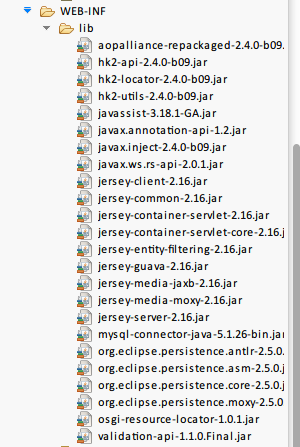 WEB-INF
lib
aopalliance-repackaged-2.4.0-b09.
hk2-api-2.4.0-b09.jar
hk2-locator-2.4.0-b09.jar
hk2-utils-2.4.0-b09.jar
javassist-3.18.1-GA.jar
javax.annotation-api-1.2.jar
javax.inject-2.4.0-b09.jar
javax.ws.rs-api-2.0.1.jar
jersey-client-2.16.jar
jersey-common-2.16.jar
jersey-container-servlet-2.16.jar
jersey-container-servlet-core-2.16.j
jersey-entity-filtering-2.16.jar
jersey-guava-2.16.jar
jersey-media-jaxb-2.16.jar
jersey-media-moxy-2.16.jar
jersey-server-2.16.jar
mysql-connector-java-5.1.26-bin.jar
org.eclipse.persistence.antlr-2.5.0.
org.eclipse.persistence.asm-2.5.0.j
org.eclipse.persistence.core-2.5.0.j
org.eclipse.persistence.moxy-2.5.0
osgi-resource-locator-1.0.1.jar
validation-api-1.1.0.Final.jar